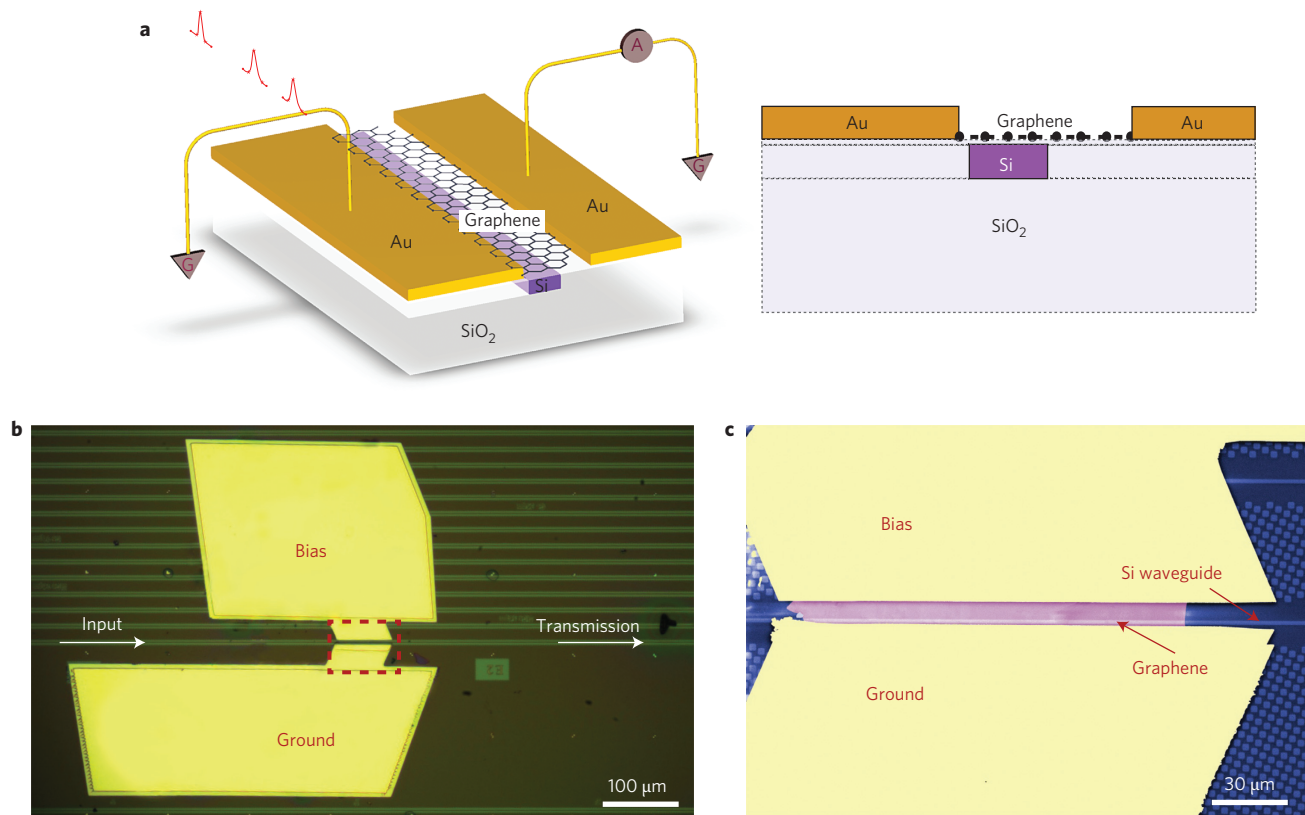 a
A
G
G
Au
Graphene
Au
Si
SiO₂
Au
Graphene
Au
Si
SiO₂
b
Bias
Input
Transmission
Ground
100 μm
c
Bias
Si waveguide
Graphene
Ground
30 μm